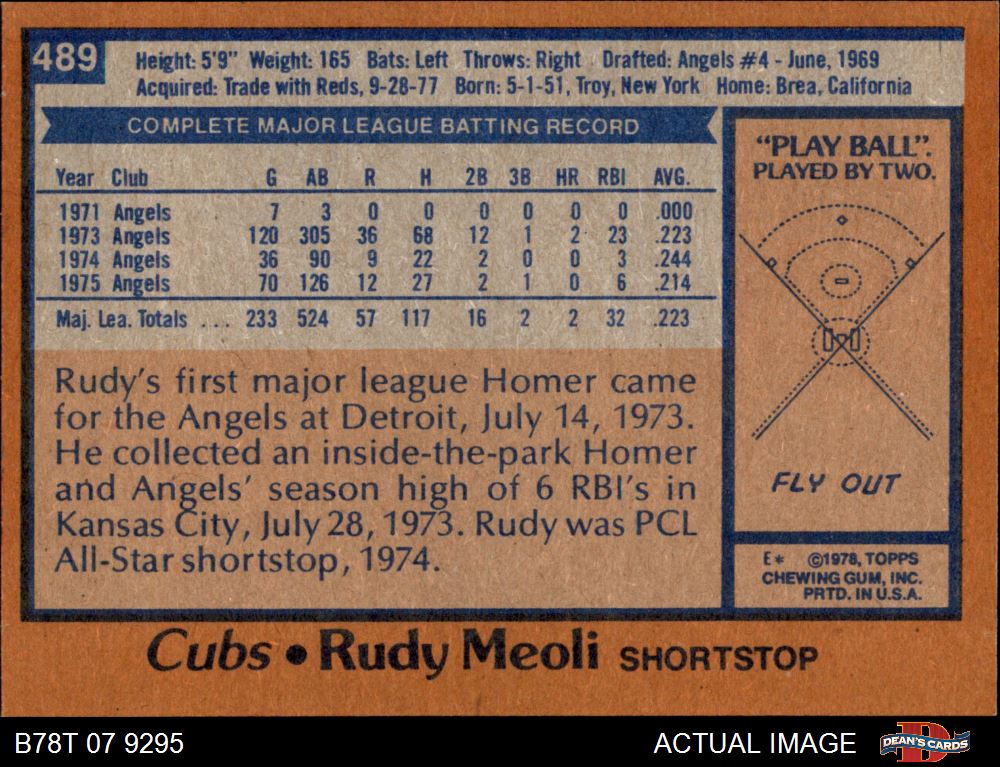 489
Height: 5'9" Weight: 165 Bats: Left Throws: Right Drafted: Angels #4 - June, 1969
Acquired: Trade with Reds, 9-28-77 Born: 5-1-51, Troy, New York Home: Brea, California
COMPLETE MAJOR LEAGUE BATTING RECORD
Year Club G AB R H 2B 3B HR RBI AVG.
1971 Angels 7 3 0 0 0 0 0 0 .000
1973 Angels 120 305 36 68 12 1 2 23 .223
1974 Angels 36 90 9 22 2 0 0 3 .244
1975 Angels 70 126 12 27 2 1 0 6 .214
Maj. Lea. Totals ... 233 524 57 117 16 2 2 32 .223
Rudy's first major league Homer came
for the Angels at Detroit, July 14, 1973.
He collected an inside-the-park Homer
and Angels' season high of 6 RBI's in
Kansas City, July 28, 1973. Rudy was PCL
All-Star shortstop, 1974.
"PLAY BALL".
PLAYED BY TWO.
FLY OUT
E* ©1978, TOPPS
CHEWING GUM, INC.
PRTD. IN U.S.A.
Cubs • Rudy Meoli SHORTSTOP
B78T 07 9295
ACTUAL IMAGE
D
DEAN'S CARDS